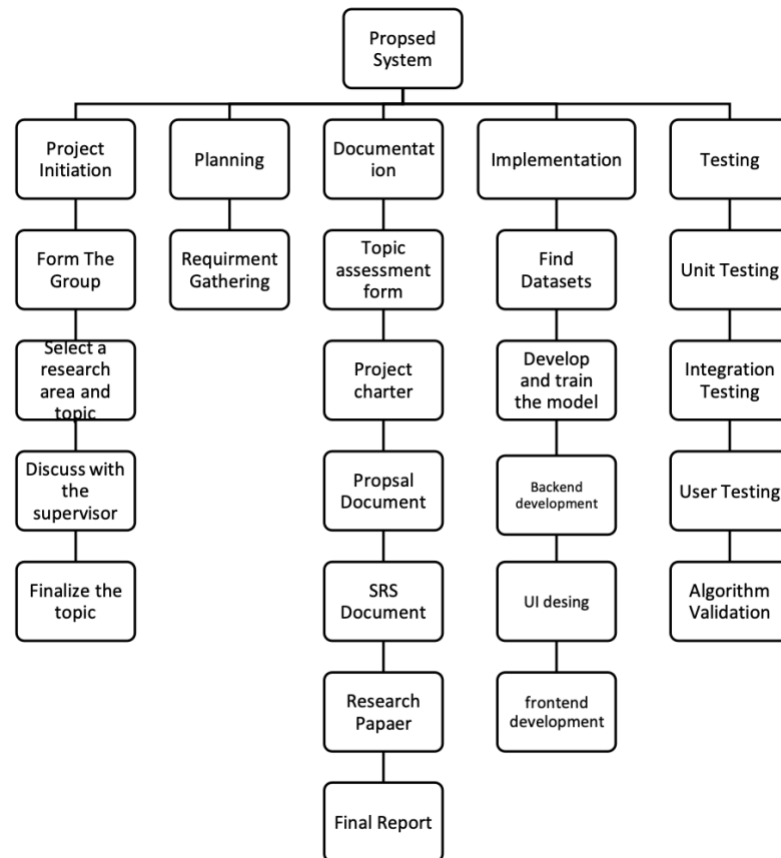 Propsed
System
Project
Initiation
Planning
Documentat
ion
Implementation
Testing
Form The
Group
Requirment
Gathering
Topic
assessment
form
Find
Datasets
Unit Testing
Select a
research
area and
topic
Project
charter
Develop
and train
the model
Integration
Testing
Discuss with
the
supervisor
Propsal
Document
Backend
development
User Testing
Finalize the
topic
SRS
Document
UI desing
Algorithm
Validation
Research
Papaer
frontend
development
Final Report